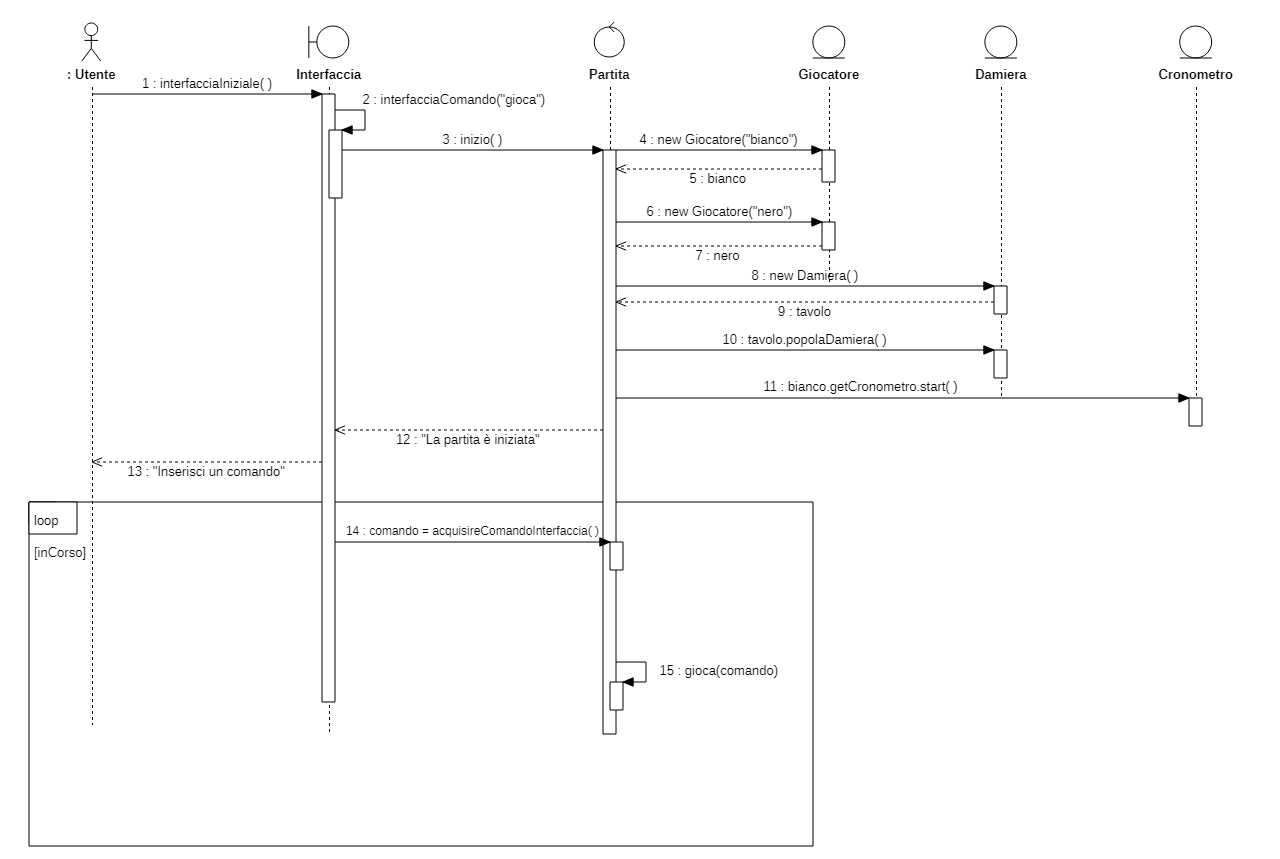 : Utente
Interfaccia
Partita
Giocatore
Damiera
Cronometro
1 : interfacciaIniziale( )
2 : interfacciaComando("gioca")
3 : inizio( )
4 : new Giocatore("bianco")
5 : bianco
6 : new Giocatore("nero")
7 : nero
8 : new Damiera( )
9 : tavolo
10 : tavolo.popolaDamiera( )
11 : bianco.getCronometro.start( )
12 : "La partita è iniziata"
13 : "Inserisci un comando"
loop
14 : comando = acquisireComandoInterfaccia( )
[inCorso]
15 : gioca(comando)